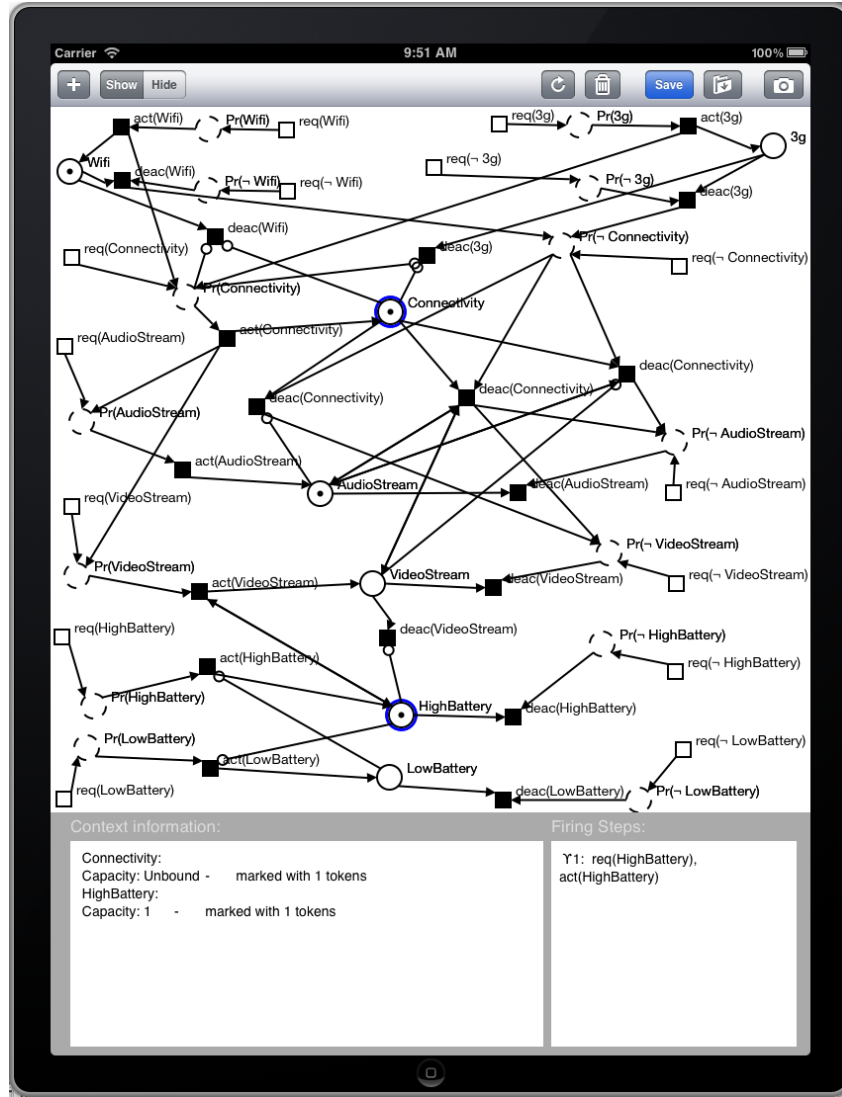 Carrier 9:51 AM 100%
+ Show Hide Save
act(Wifi) Pr(Wifi) req(Wifi) req(3g) Pr(3g) act(3g)
3g
Wifi deac(Wifi) Pr(¬ Wifi) req(¬ Wifi) req(¬ 3g) Pr(¬ 3g) deac(3g)
deac(Wifi)
req(Connectivity) deac(3g) Pr(¬ Connectivity)
req(¬ Connectivity)
Pr(Connectivity)
Connectivity
act(Connectivity)
req(AudioStream)
deac(Connectivity)
deac(Connectivity) deac(Connectivity)
Pr(AudioStream)
Pr(¬ AudioStream)
act(AudioStream)
AudioStream deac(AudioStream) req(¬ AudioStream)
req(VideoStream)
Pr(¬ VideoStream)
Pr(VideoStream)
act(VideoStream) VideoStream deac(VideoStream) req(¬ VideoStream)
req(HighBattery) deac(VideoStream) Pr(¬ HighBattery)
act(HighBattery) req(¬ HighBattery)
Pr(HighBattery) HighBattery deac(HighBattery)
Pr(LowBattery) req(¬ LowBattery)
act(LowBattery) LowBattery
req(LowBattery) deac(LowBattery) Pr(¬ LowBattery)
Context information:
Connectivity:
Capacity: Unbound - marked with 1 tokens
HighBattery:
Capacity: 1 - marked with 1 tokens
Firing Steps:
ϒ1: req(HighBattery),
act(HighBattery)